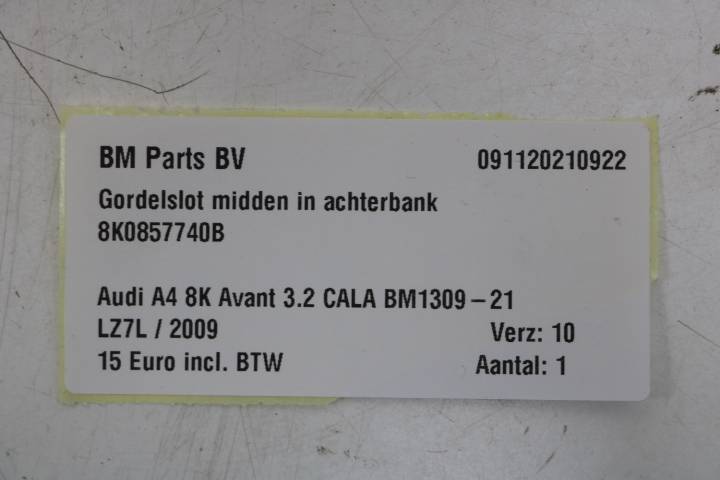 BM Parts BV 091120210922
Gordelslot midden in achterbank
8K0857740B
Audi A4 8K Avant 3.2 CALA BM1309-21
LZ7L / 2009 Verz: 10
15 Euro incl. BTW Aantal: 1